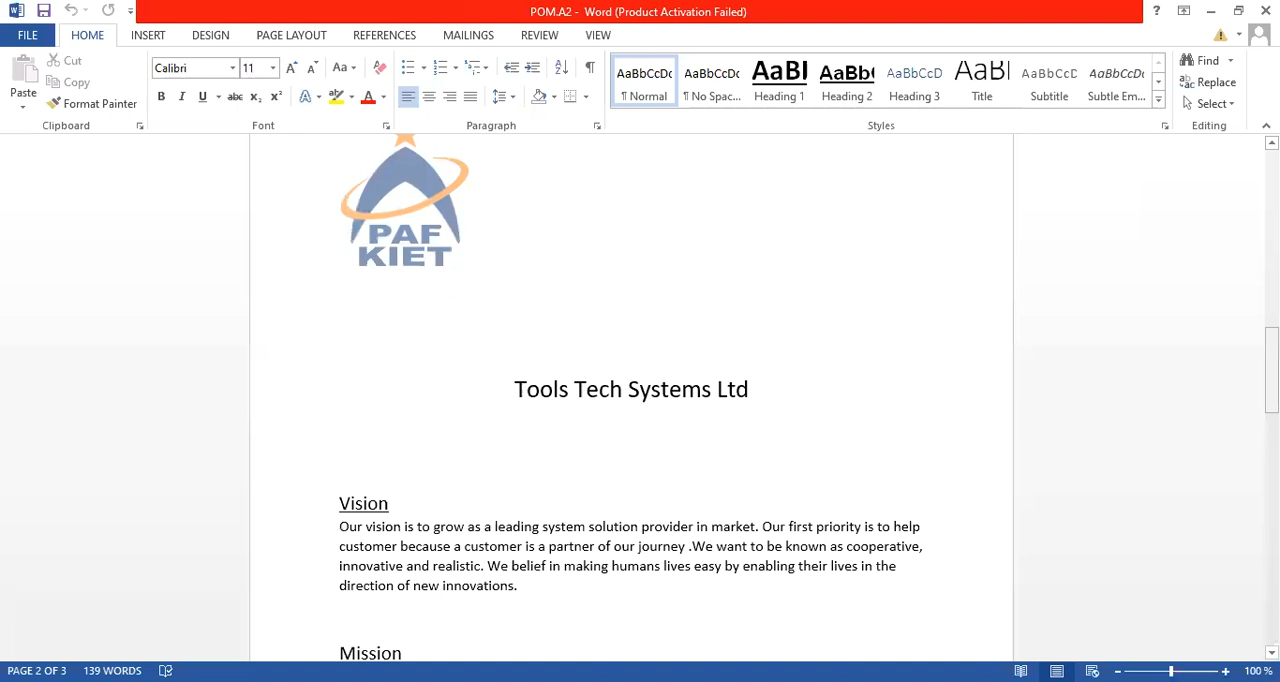 POM.A2 - Word (Product Activation Failed)
?
FILE HOME INSERT DESIGN PAGE LAYOUT REFERENCES MAILINGS REVIEW VIEW
Paste
Cut
Copy
Format Painter
Clipboard
Calibri 11
Aa
B I U abc x₂ x² A ab A
Font
Paragraph
AaBbCcDc AaBbCcDc AaBl AaBb( AaBbCcD AaBl AaBbCcD AaBbCcDc
¶ Normal ¶ No Spac... Heading 1 Heading 2 Heading 3 Title Subtitle Subtle Em...
Styles
Find
Replace
Select
Editing
PAF
KIET
Tools Tech Systems Ltd
Vision
Our vision is to grow as a leading system solution provider in market. Our first priority is to help
customer because a customer is a partner of our journey .We want to be known as cooperative,
innovative and realistic. We belief in making humans lives easy by enabling their lives in the
direction of new innovations.
Mission
PAGE 2 OF 3 139 WORDS
100 %